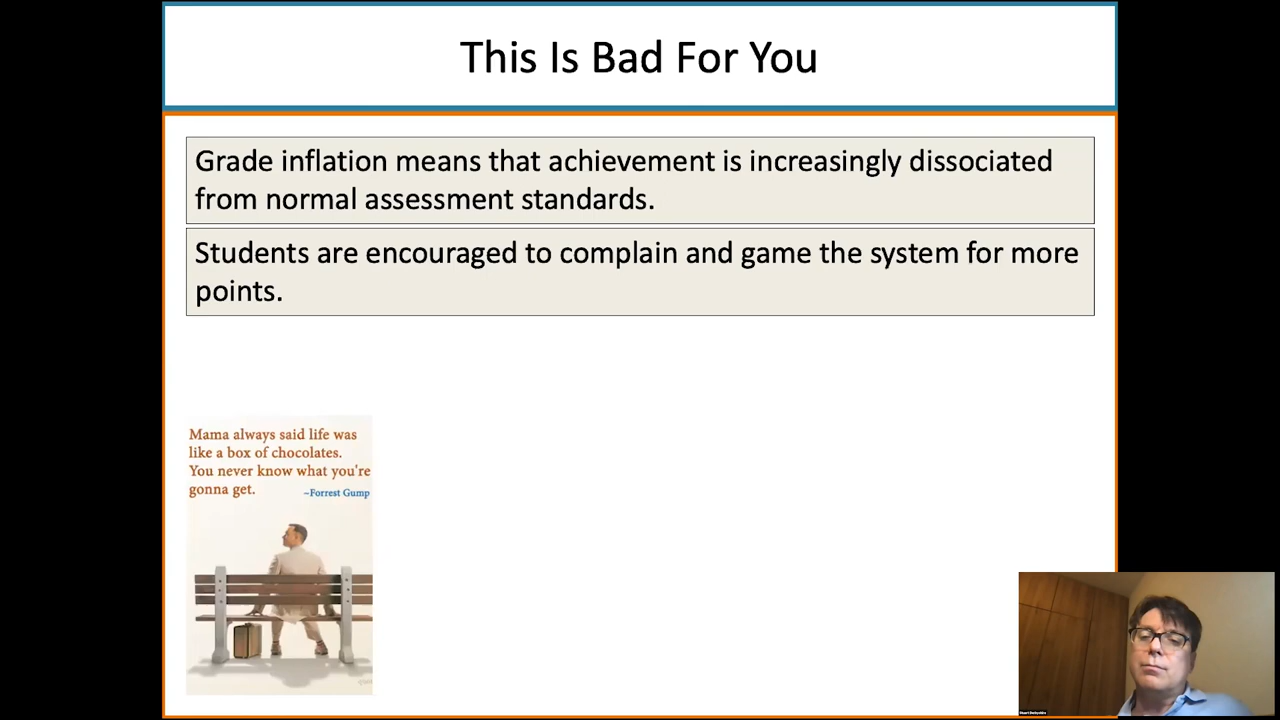 This Is Bad For You
Grade inflation means that achievement is increasingly dissociated
from normal assessment standards.
Students are encouraged to complain and game the system for more
points.
Mama always said life was
like a box of chocolates.
You never know what you're
gonna get.
~Forrest Gump